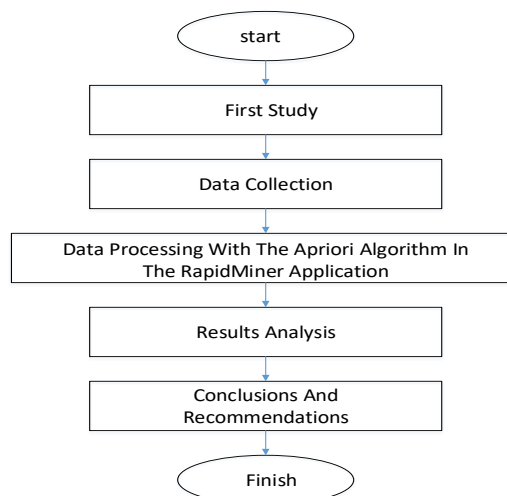 start
First Study
Data Collection
Data Processing With The Apriori Algorithm In
The RapidMiner Application
Results Analysis
Conclusions And
Recommendations
Finish